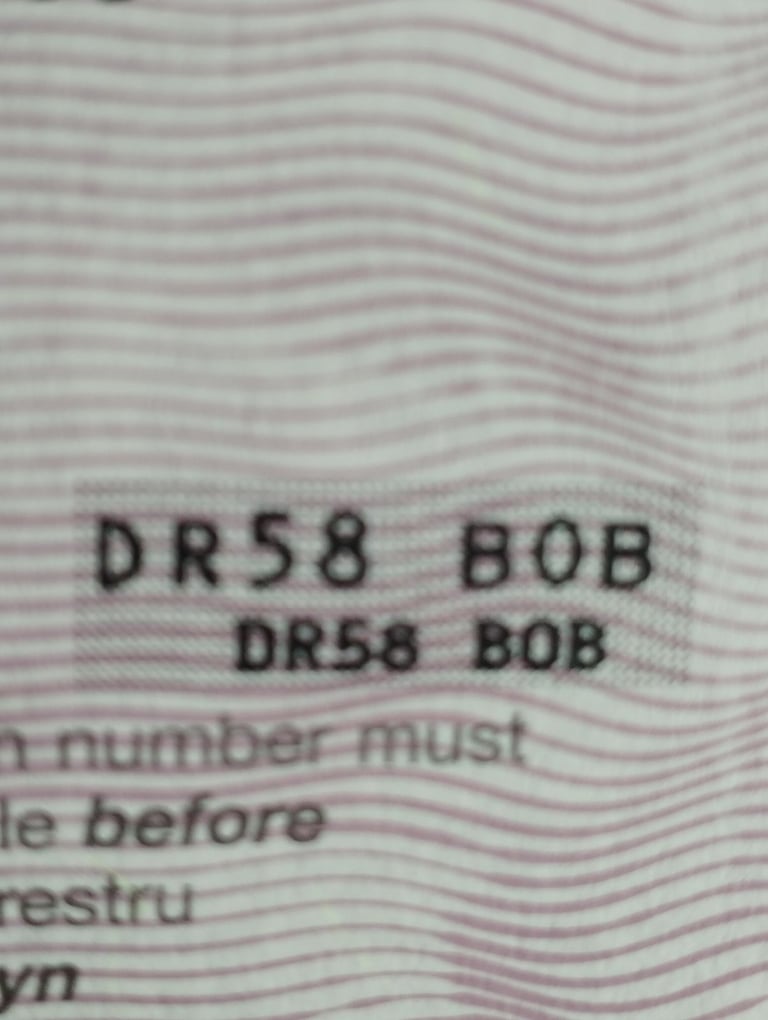 DR58 BOB
DR58 BOB
n number must
le before
restru
yn